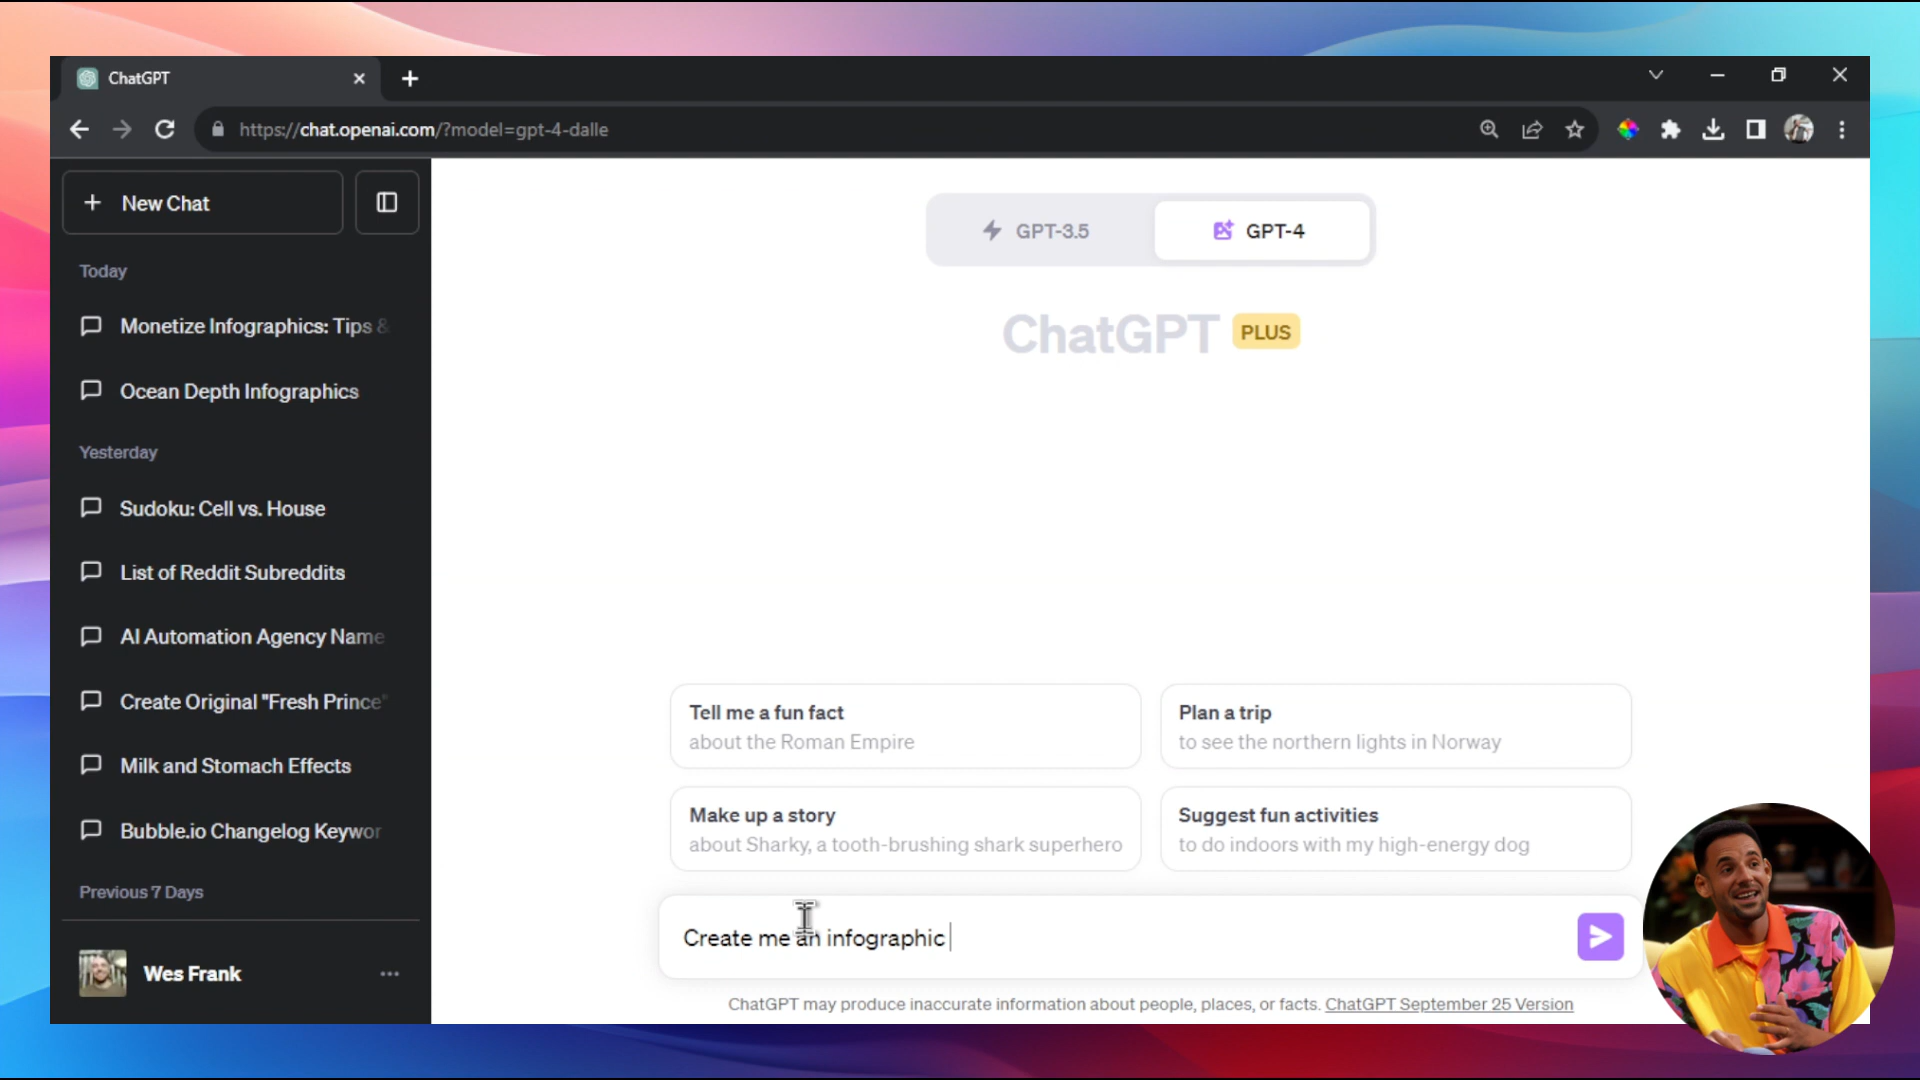 ChatGPT
https://chat.openai.com/?model=gpt-4-dalle
New Chat
Today
Monetize Infographics: Tips &
Ocean Depth Infographics
Yesterday
Sudoku: Cell vs. House
List of Reddit Subreddits
AI Automation Agency Name
Create Original "Fresh Prince"
Milk and Stomach Effects
Bubble.io Changelog Keywor
Previous 7 Days
Wes Frank
GPT-3.5
GPT-4
ChatGPT PLUS
Tell me a fun fact
about the Roman Empire
Plan a trip
to see the northern lights in Norway
Make up a story
about Sharky, a tooth-brushing shark superhero
Suggest fun activities
to do indoors with my high-energy dog
Create me an infographic
ChatGPT may produce inaccurate information about people, places, or facts. ChatGPT September 25 Version